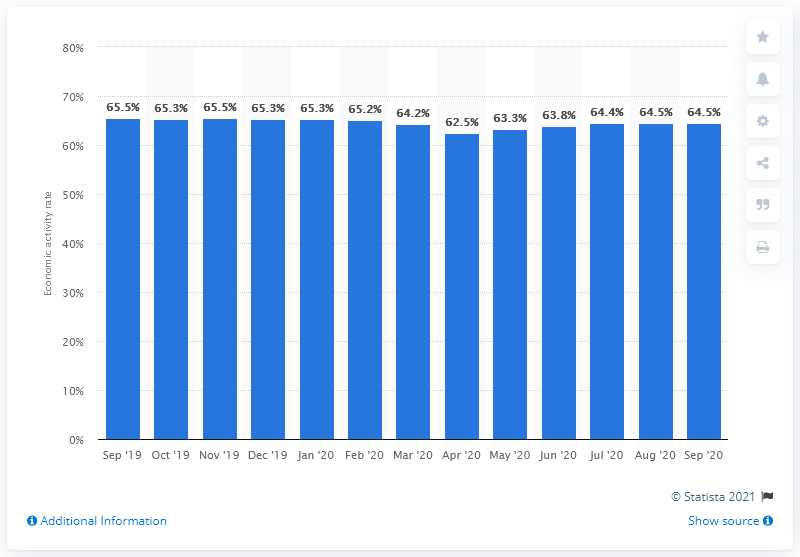 80%
70%
60%
50%
40%
30%
20%
10%
0%
Economic activity rate
65.5% 65.3% 65.5% 65.3% 65.3% 65.2% 64.2% 62.5% 63.3% 63.8% 64.4% 64.5% 64.5%
Sep '19 Oct '19 Nov '19 Dec '19 Jan '20 Feb '20 Mar '20 Apr '20 May '20 Jun '20 Jul '20 Aug '20 Sep '20
© Statista 2021
Additional Information
Show source